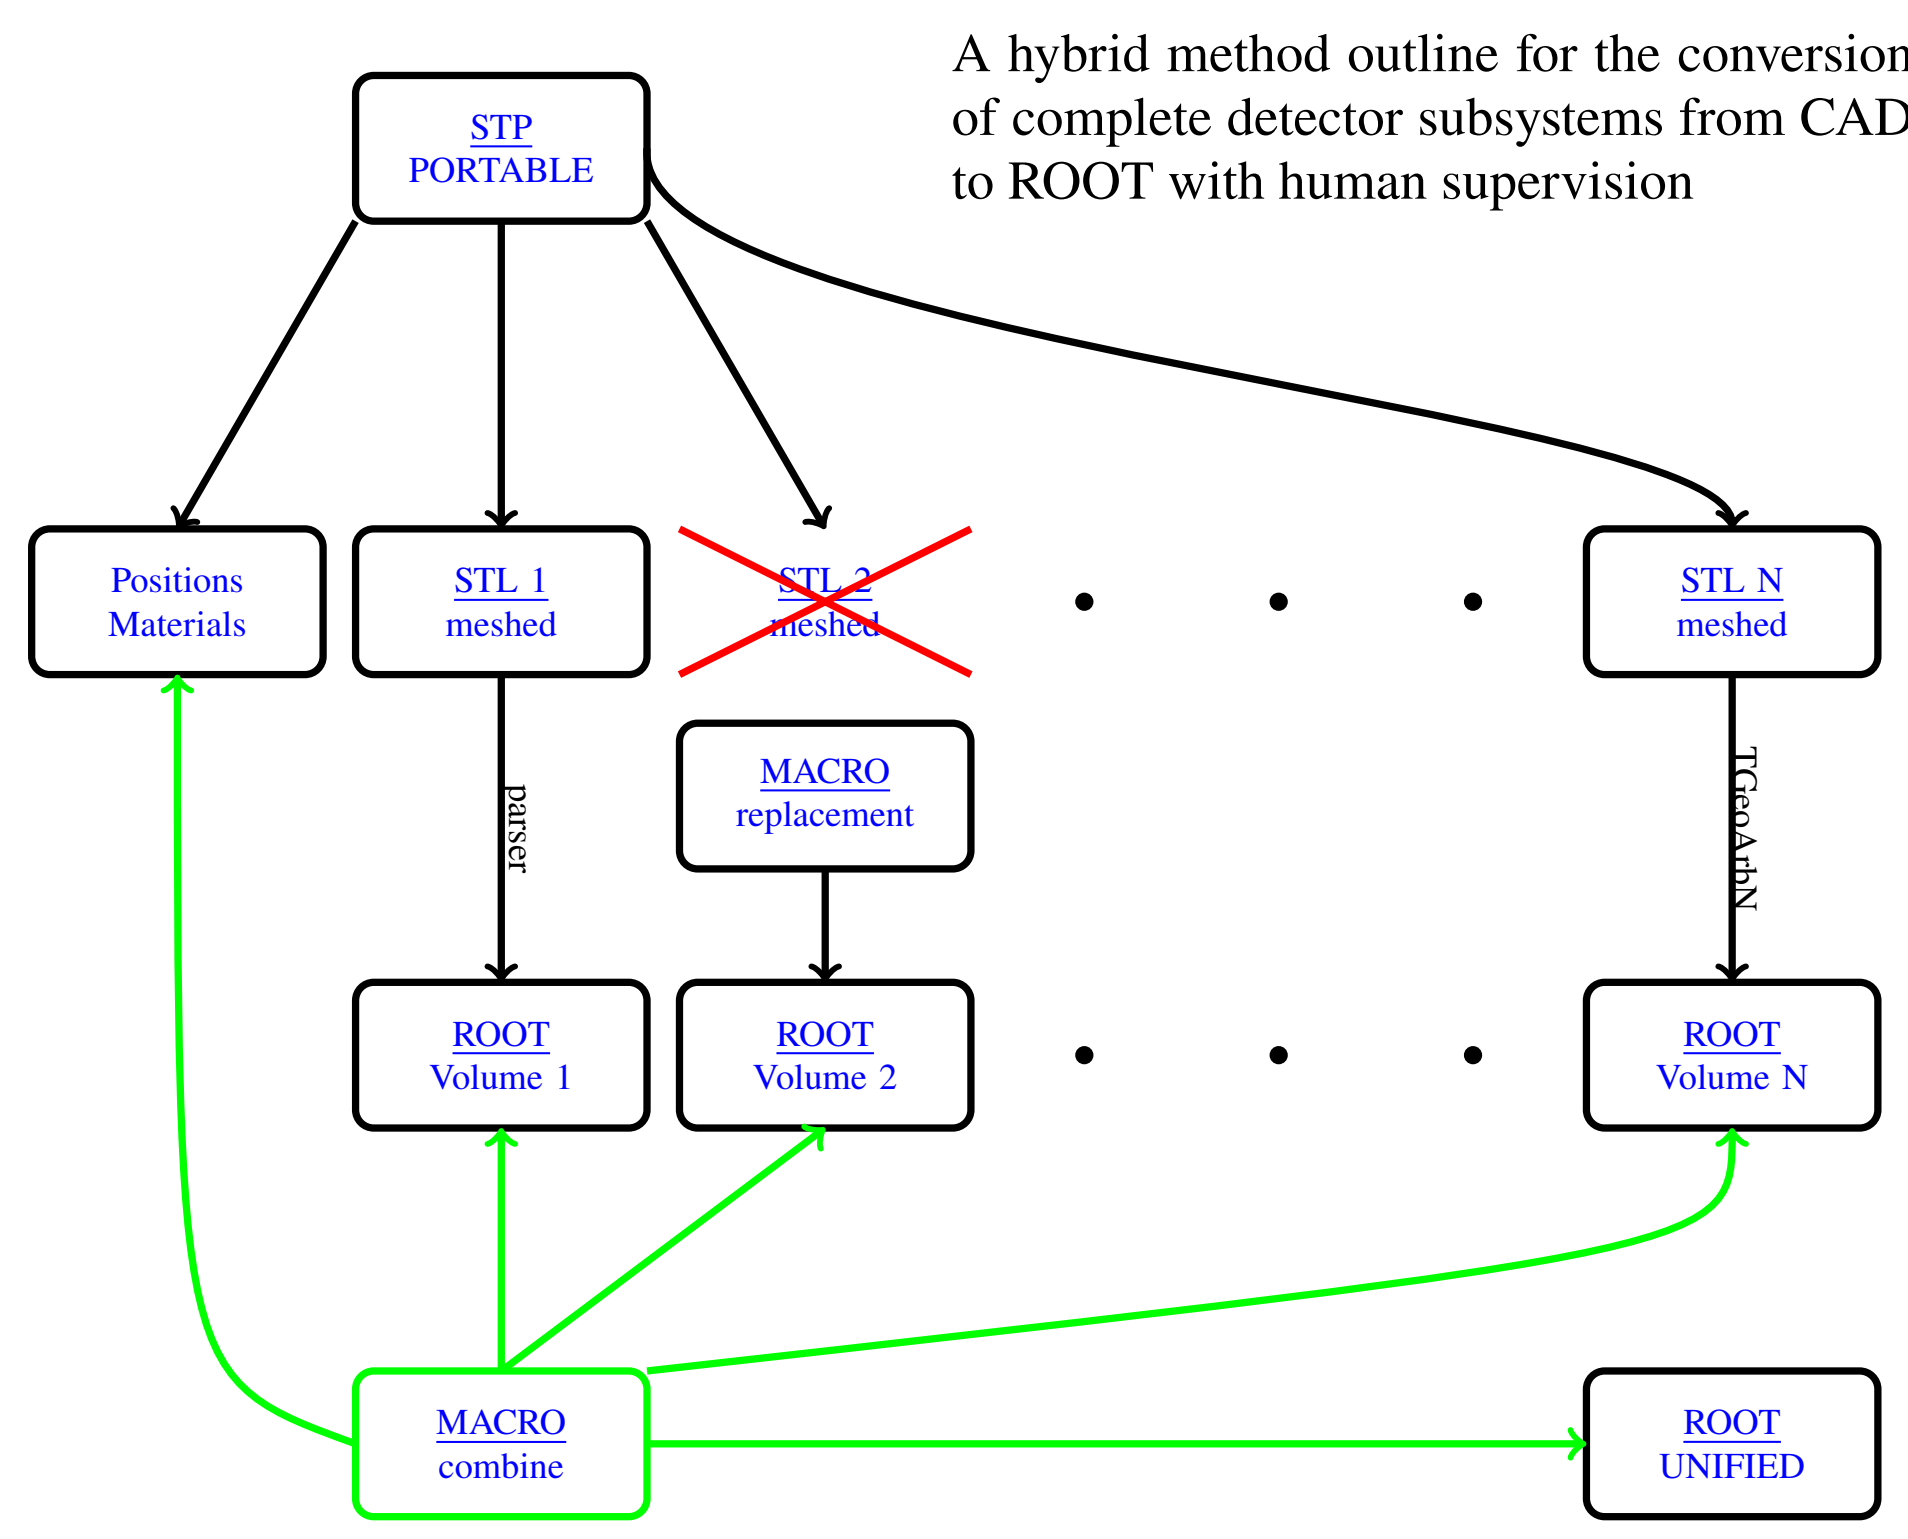 A hybrid method outline for the conversion
of complete detector subsystems from CAD
to ROOT with human supervision
STP
PORTABLE
Positions
Materials
STL 1
meshed
STL 2
meshed
STL N
meshed
MACRO
replacement
parser
TGeoArbN
ROOT
Volume 1
ROOT
Volume 2
ROOT
Volume N
MACRO
combine
ROOT
UNIFIED